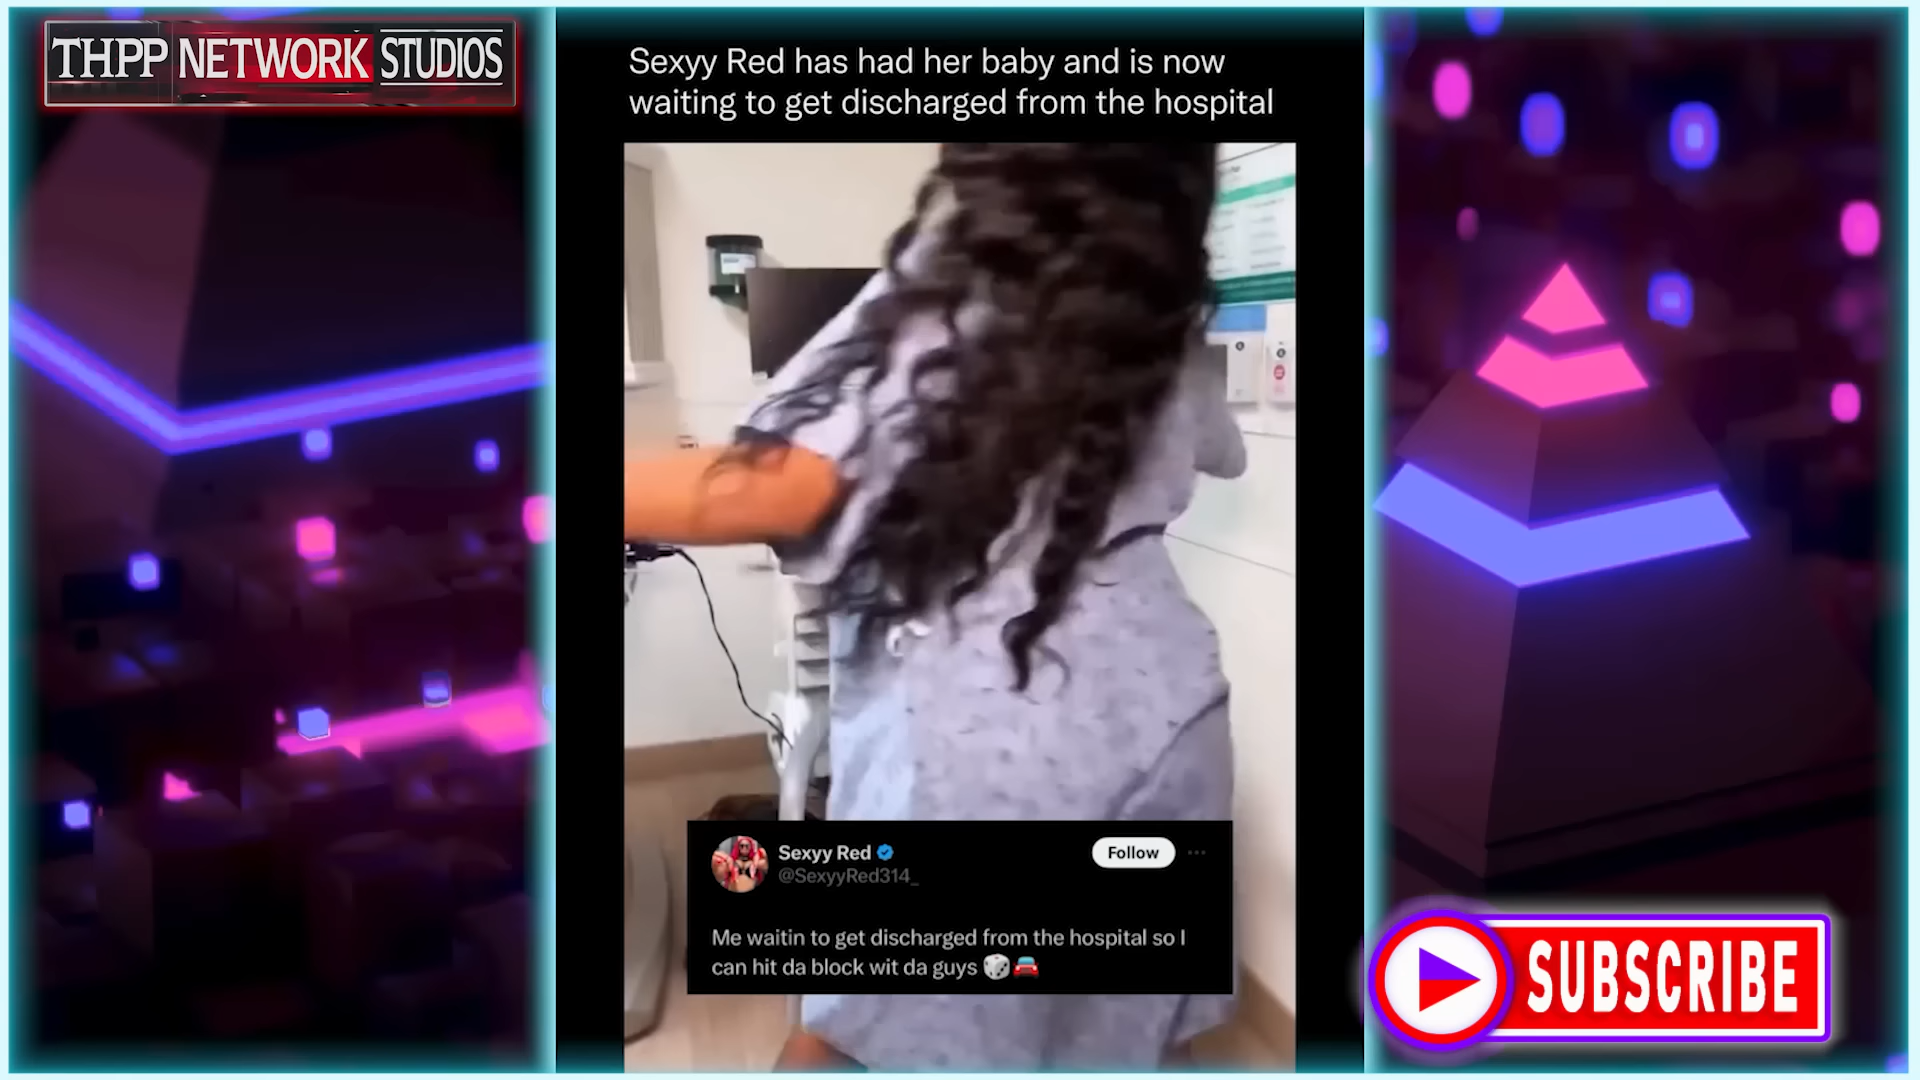 THPP NETWORK STUDIOS
Sexyy Red has had her baby and is now
waiting to get discharged from the hospital
Sexyy Red
@SexyyRed314_
Follow
Me waitin to get discharged from the hospital so I
can hit da block wit da guys 🎲🚘
SUBSCRIBE